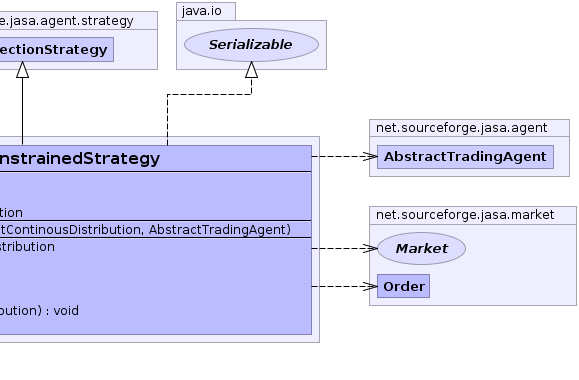 e.jasa.agent.strategy
ectionStrategy
java.io
Serializable
net.sourceforge.jasa.agent
AbstractTradingAgent
nstrainedStrategy
net.sourceforge.jasa.market
Market
Order
tion
tContinousDistribution, AbstractTradingAgent)
stribution
bution) : void